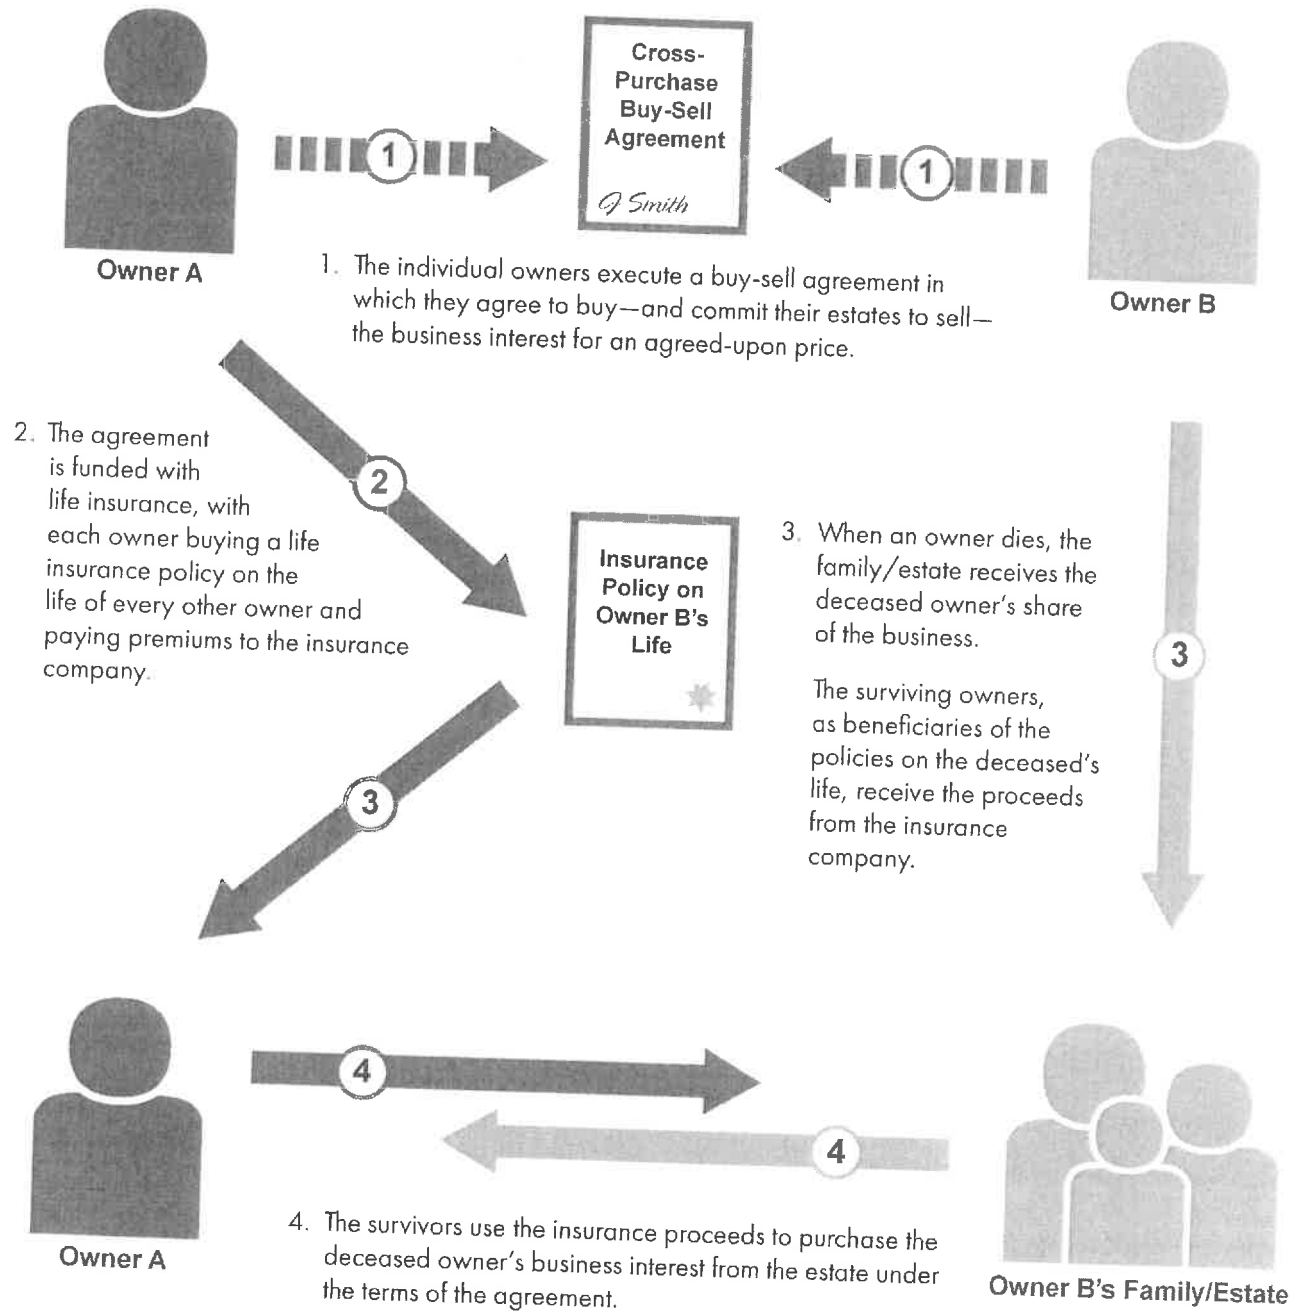 Cross-
Purchase
Buy-Sell
Agreement
J Smith
1
1
Owner A
Owner B
1. The individual owners execute a buy-sell agreement in
which they agree to buy—and commit their estates to sell—
the business interest for an agreed-upon price.
2
2. The agreement
is funded with
life insurance, with
each owner buying a life
insurance policy on the
life of every other owner and
paying premiums to the insurance
company.
Insurance
Policy on
Owner B's
Life
3. When an owner dies, the
family/estate receives the
deceased owner's share
of the business.
The surviving owners,
as beneficiaries of the
policies on the deceased's
life, receive the proceeds
from the insurance
company.
3
3
4
4
Owner A
4. The survivors use the insurance proceeds to purchase the
deceased owner's business interest from the estate under
the terms of the agreement.
Owner B's Family/Estate